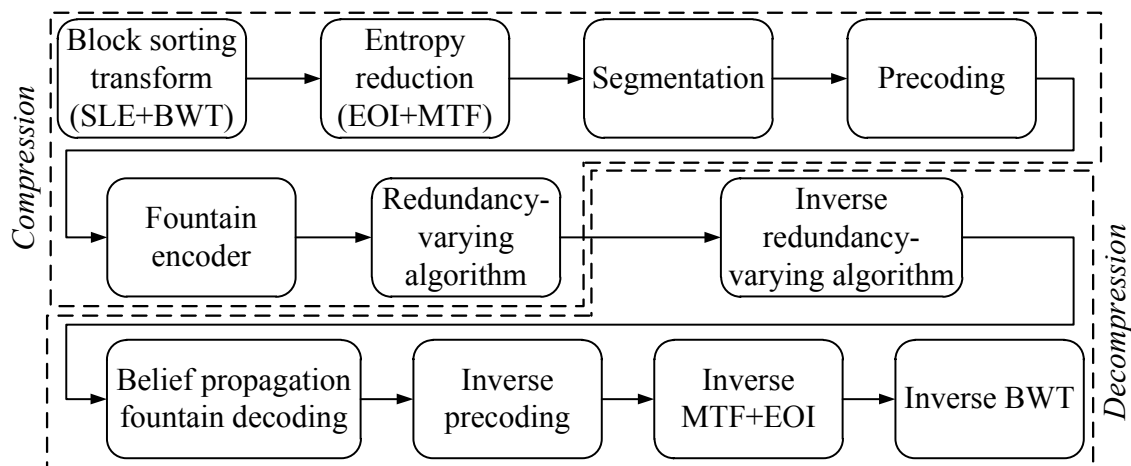 Compression
Block sorting
transform
(SLE+BWT)
Entropy
reduction
(EOI+MTF)
Segmentation
Precoding
Fountain
encoder
Redundancy-
varying
algorithm
Inverse
redundancy-
varying algorithm
Decompression
Belief propagation
fountain decoding
Inverse
precoding
Inverse
MTF+EOI
Inverse BWT